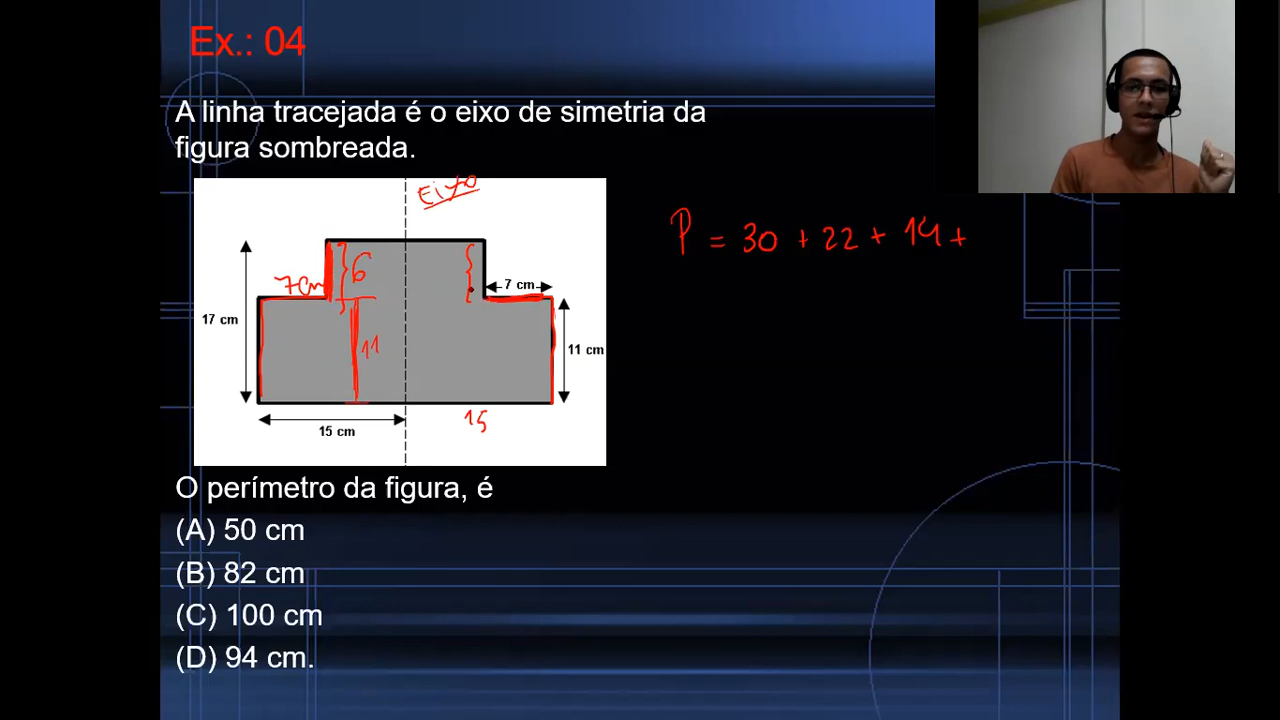 Ex.: 04
A linha tracejada é o eixo de simetria da
figura sombreada.
Eixo
P = 30 + 22 + 14 +
7cm
6
7 cm
17 cm
11
11 cm
15 cm
15
O perímetro da figura, é
(A) 50 cm
(B) 82 cm
(C) 100 cm
(D) 94 cm.